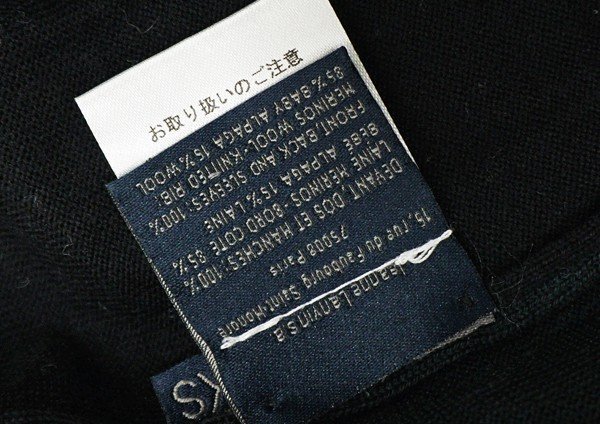 お取り扱いのご注意
Jeanne Lanvin s.a
15, rue du Faubourg Saint Honoré
75008 Paris
DEVANT, DOS ET MANCHES:100%
LAINE MERINOS - BORD COTE 85%
BEBE ALPAGA 15% LAINE
FRONT,BACK AND SLEEVES: 100%
MERINOS WOOL-KNITTED RIB:
85% BABY ALPAGA 15% WOOL
KS